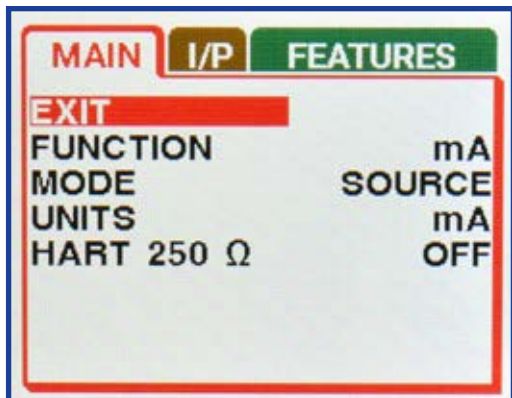 MAIN I/P FEATURES
EXIT
FUNCTION mA
MODE SOURCE
UNITS mA
HART 250 Ω OFF